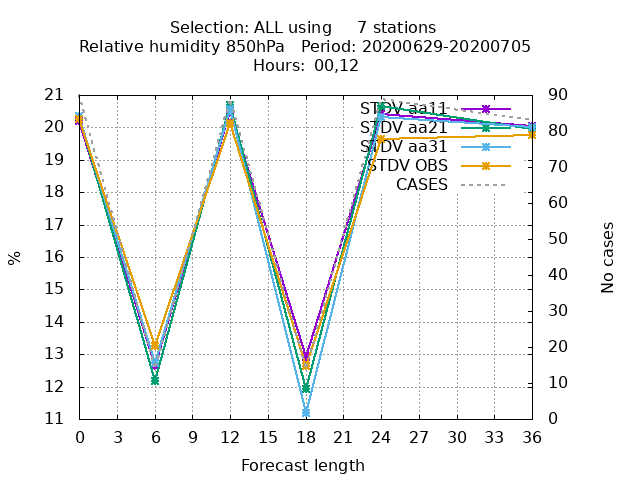 Selection: ALL using     7 stations
Relative humidity 850hPa   Period: 20200629-20200705
Hours:  00,12
21
20
19
18
17
16
15
14
13
12
11
%
90
80
70
60
50
40
30
20
10
0
No cases
STDV aa11
STDV aa21
STDV aa31
STDV OBS
CASES
0 3 6 9 12 15 18 21 24 27 30 33 36
Forecast length